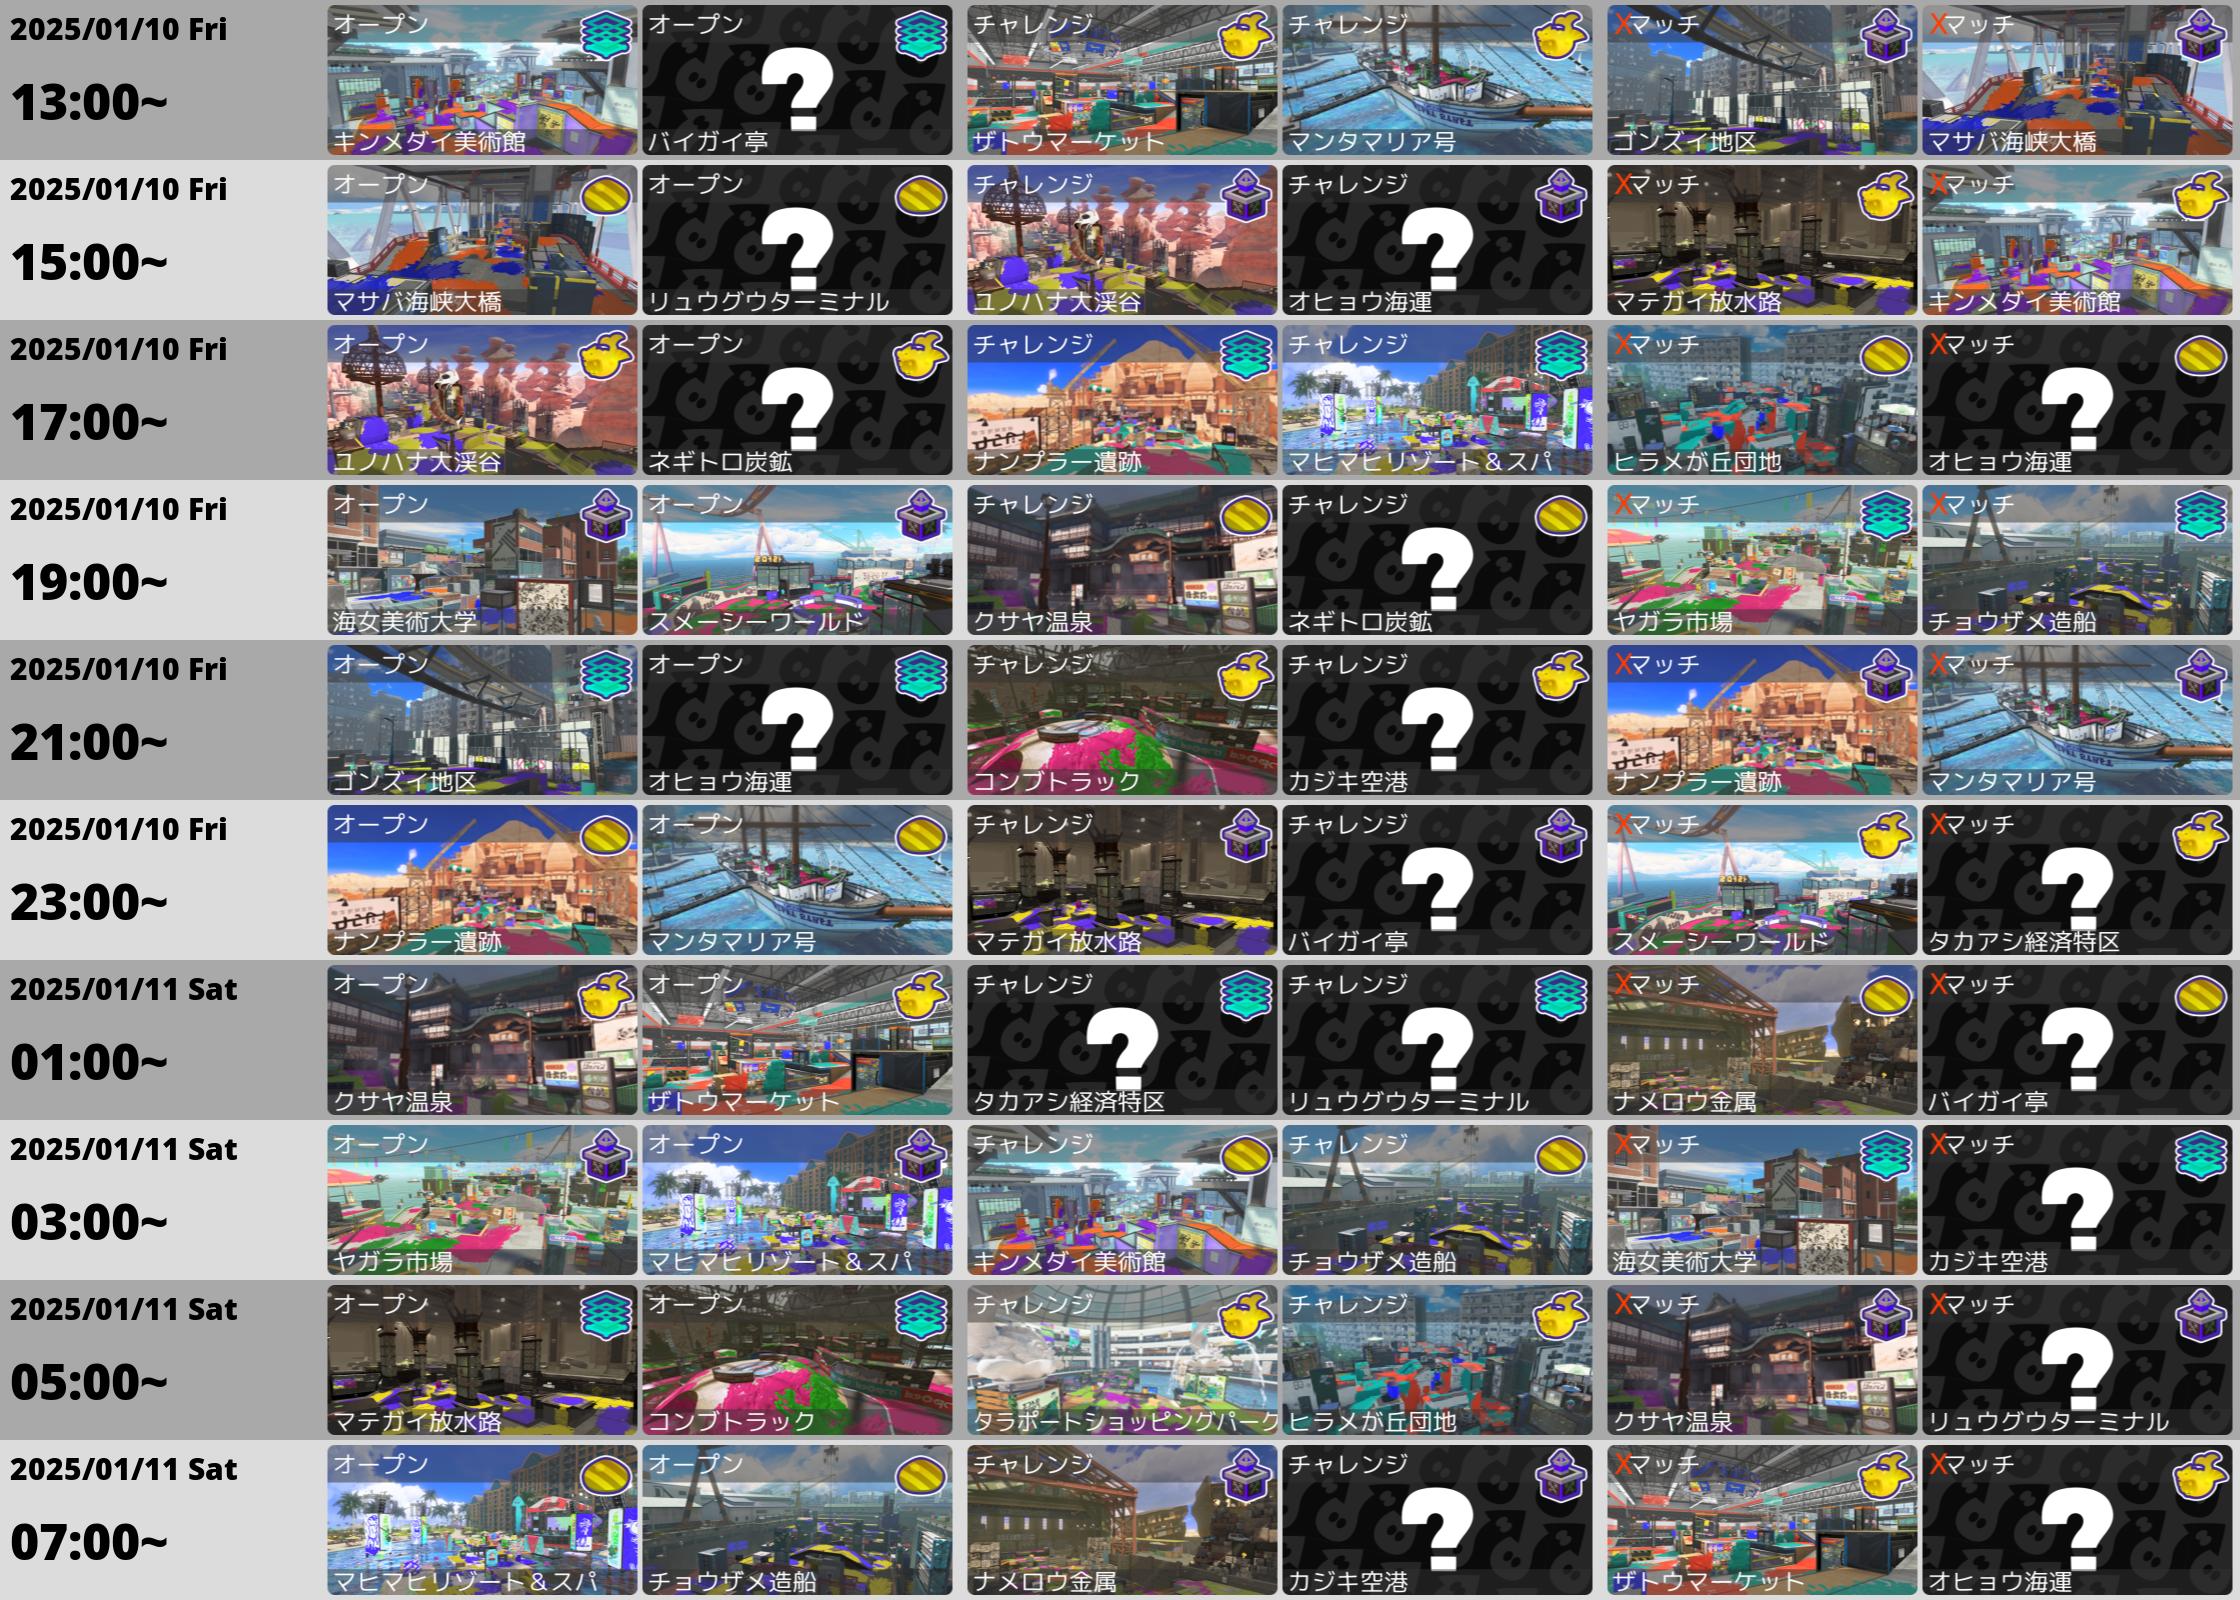 2025/01/10 Fri
13:00~
オープン
キンメダイ美術館
オープン
バイガイ亭
チャレンジ
ザトウマーケット
チャレンジ
マンタマリア号
Xマッチ
ゴンズイ地区
Xマッチ
マサバ海峡大橋
2025/01/10 Fri
15:00~
オープン
マサバ海峡大橋
オープン
リュウグウターミナル
チャレンジ
ユノハナ大渓谷
チャレンジ
オヒョウ海運
Xマッチ
マテガイ放水路
Xマッチ
キンメダイ美術館
2025/01/10 Fri
17:00~
オープン
ユノハナ大渓谷
オープン
ネギトロ炭鉱
チャレンジ
ナンプラー遺跡
チャレンジ
マヒマヒリゾート&スパ
Xマッチ
ヒラメが丘団地
Xマッチ
オヒョウ海運
2025/01/10 Fri
19:00~
オープン
海女美術大学
オープン
スメーシーワールド
チャレンジ
クサヤ温泉
チャレンジ
ネギトロ炭鉱
Xマッチ
ヤガラ市場
Xマッチ
チョウザメ造船
2025/01/10 Fri
21:00~
オープン
ゴンズイ地区
オープン
オヒョウ海運
チャレンジ
コンブトラック
チャレンジ
カジキ空港
Xマッチ
ナンプラー遺跡
Xマッチ
マンタマリア号
2025/01/10 Fri
23:00~
オープン
ナンプラー遺跡
オープン
マンタマリア号
チャレンジ
マテガイ放水路
チャレンジ
バイガイ亭
Xマッチ
スメーシーワールド
Xマッチ
タカアシ経済特区
2025/01/11 Sat
01:00~
オープン
クサヤ温泉
オープン
ザトウマーケット
チャレンジ
タカアシ経済特区
チャレンジ
リュウグウターミナル
Xマッチ
ナメロウ金属
Xマッチ
バイガイ亭
2025/01/11 Sat
03:00~
オープン
ヤガラ市場
オープン
マヒマヒリゾート&スパ
チャレンジ
キンメダイ美術館
チャレンジ
チョウザメ造船
Xマッチ
海女美術大学
Xマッチ
カジキ空港
2025/01/11 Sat
05:00~
オープン
マテガイ放水路
オープン
コンブトラック
チャレンジ
タラポートショッピングパーク
チャレンジ
ヒラメが丘団地
Xマッチ
クサヤ温泉
Xマッチ
リュウグウターミナル
2025/01/11 Sat
07:00~
オープン
マヒマヒリゾート&スパ
オープン
チョウザメ造船
チャレンジ
ナメロウ金属
チャレンジ
カジキ空港
Xマッチ
ザトウマーケット
Xマッチ
オヒョウ海運